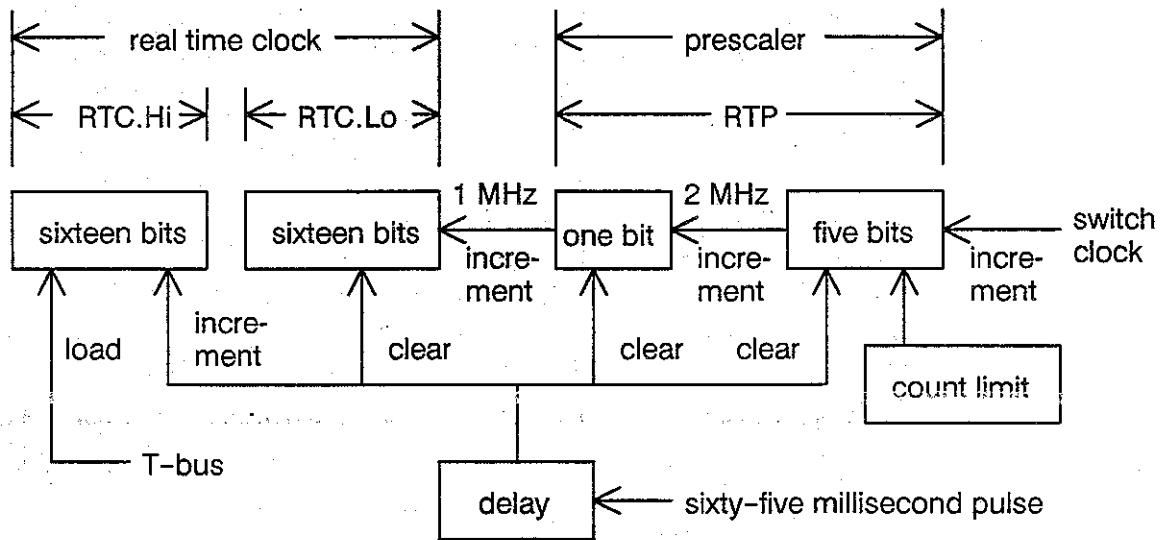 real time clock
prescaler
RTC.Hi
RTC.Lo
RTP
1 MHz
2 MHz
sixteen bits
sixteen bits
one bit
five bits
switch
clock
incre-
ment
incre-
ment
incre-
ment
load
incre-
ment
clear
clear
clear
count limit
T-bus
delay
sixty-five millisecond pulse